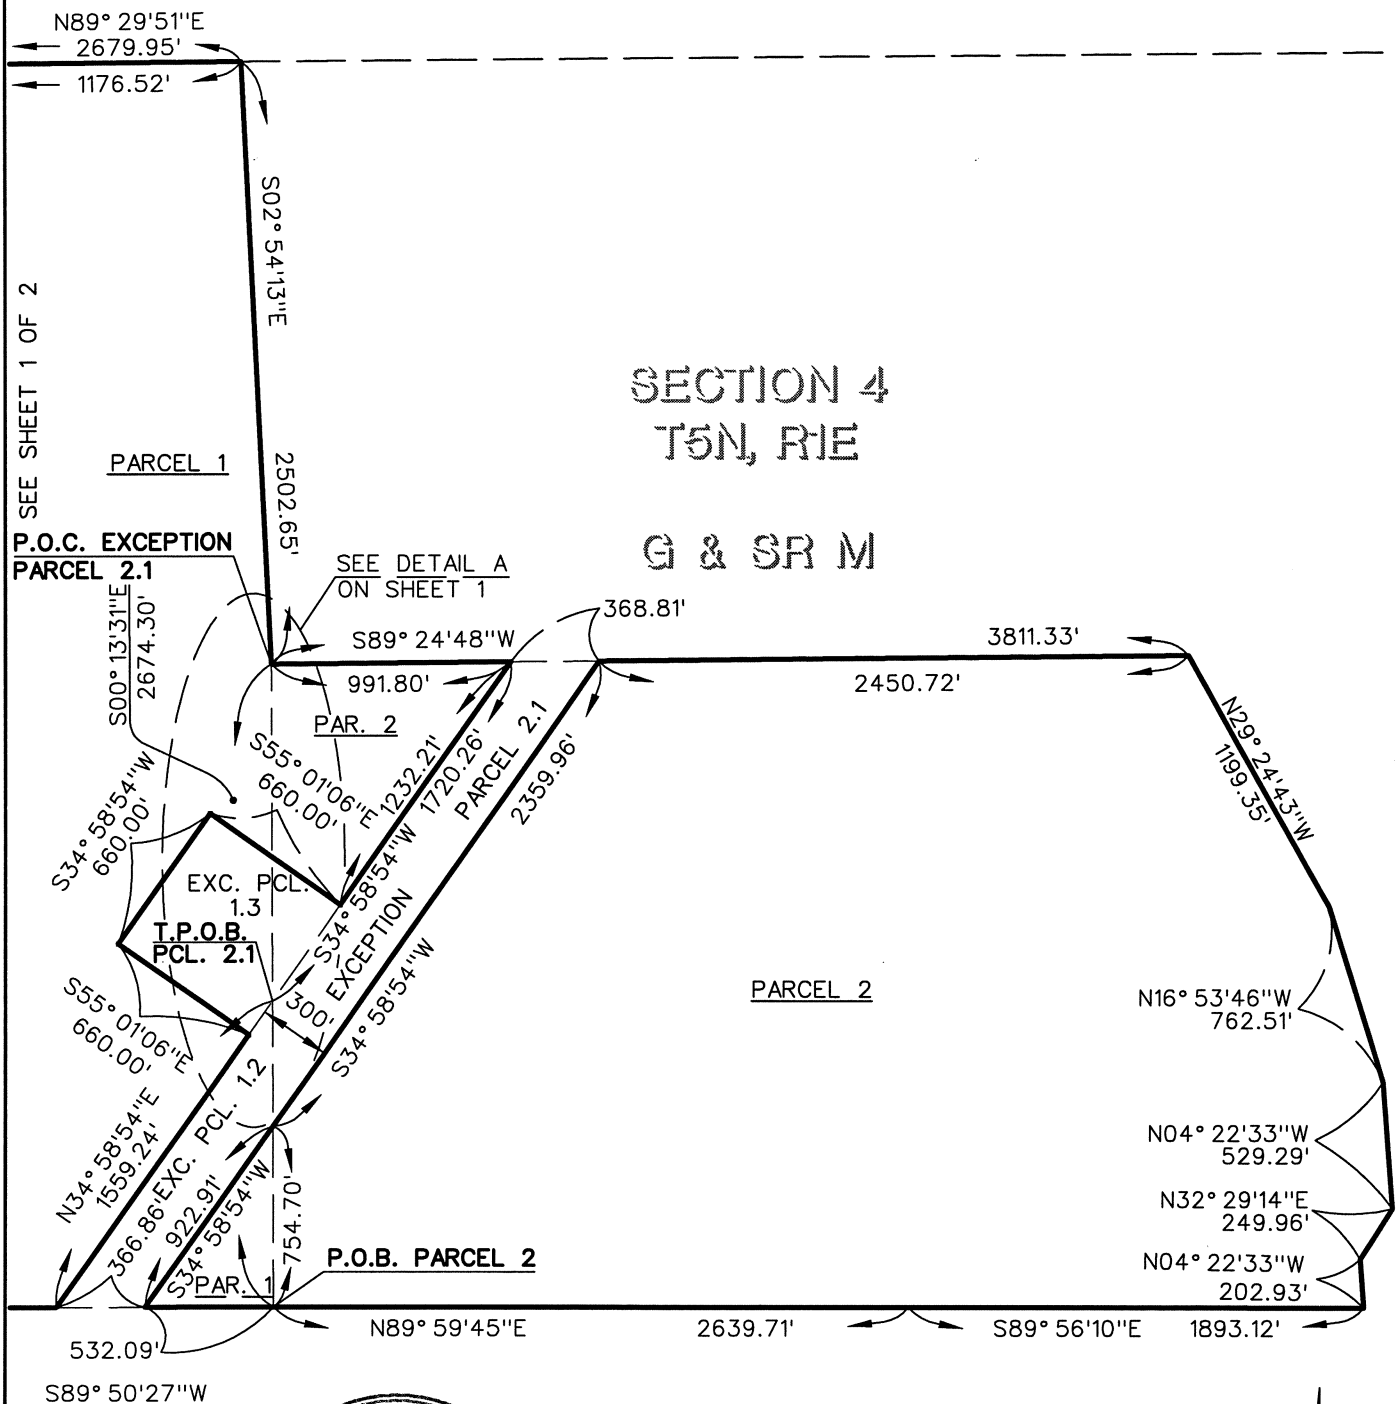 N89° 29'51"E
2679.95'
1176.52'
S02° 54'13"E
2502.65'
SEE SHEET 1 OF 2
SECTION 4
T5N, R1E
G & SR M
PARCEL 1
P.O.C. EXCEPTION
PARCEL 2.1
SEE DETAIL A
ON SHEET 1
S00° 13'31"E
2674.30'
S89° 24'48"W
991.80'
368.81'
3811.33'
2450.72'
PAR. 2
S55° 01'06"E
660.00'
1232.21'
1720.26'
PARCEL 2.1
2359.96'
N29° 24'43"W
1199.35'
S34° 58'54"W
660.00'
EXC. PCL.
1.3
S34° 58'54"W
EXCEPTION
T.P.O.B.
PCL. 2.1
300'
S34° 58'54"W
PARCEL 2
N16° 53'46"W
762.51'
S55° 01'06"E
660.00'
N34° 58'54"E
1559.24'
EXC. PCL. 1.2
366.86'
922.91'
S34° 58'54"W
754.70'
N04° 22'33"W
529.29'
N32° 29'14"E
249.96'
N04° 22'33"W
202.93'
P.O.B. PARCEL 2
PAR. 1
N89° 59'45"E
2639.71'
S89° 56'10"E
1893.12'
532.09'
S89° 50'27"W